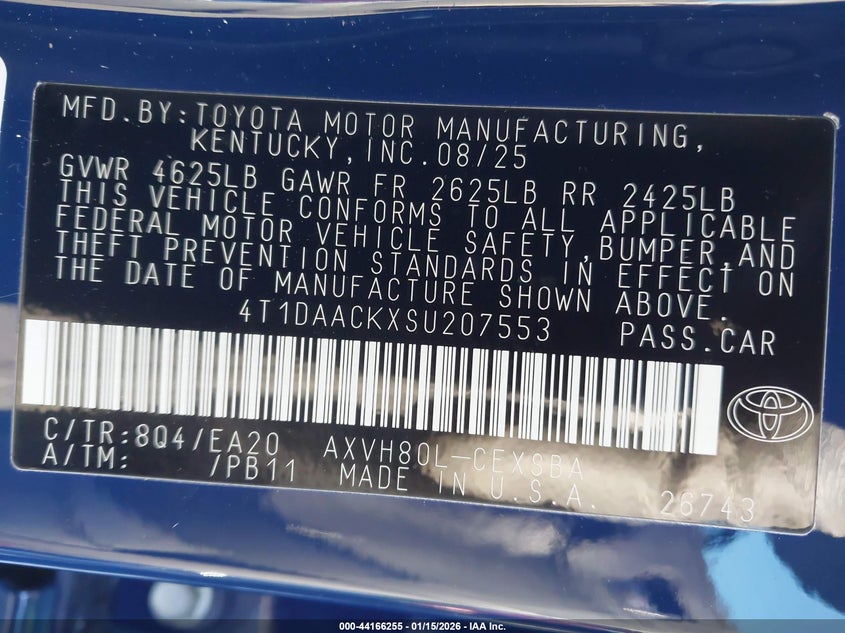 MFD.BY:TOYOTA MOTOR MANUFACTURING,
KENTUCKY,INC.08/25
GVWR 4625LB GAWR FR 2625LB RR 2425LB
THIS VEHICLE CONFORMS TO ALL APPLICABLE
FEDERAL MOTOR VEHICLE SAFETY,BUMPER,AND
THEFT PREVENTION STANDARDS IN EFFECT ON
THE DATE OF MANUFACTURE SHOWN ABOVE.
4T1DAACKXSU207553 PASS.CAR
C/TR:8Q4/EA20 AXVH80L-CEXSBA
A/TM: /PB11 MADE IN U.S.A. 26743
000-44166255 - 01/15/2026 - IAA Inc.